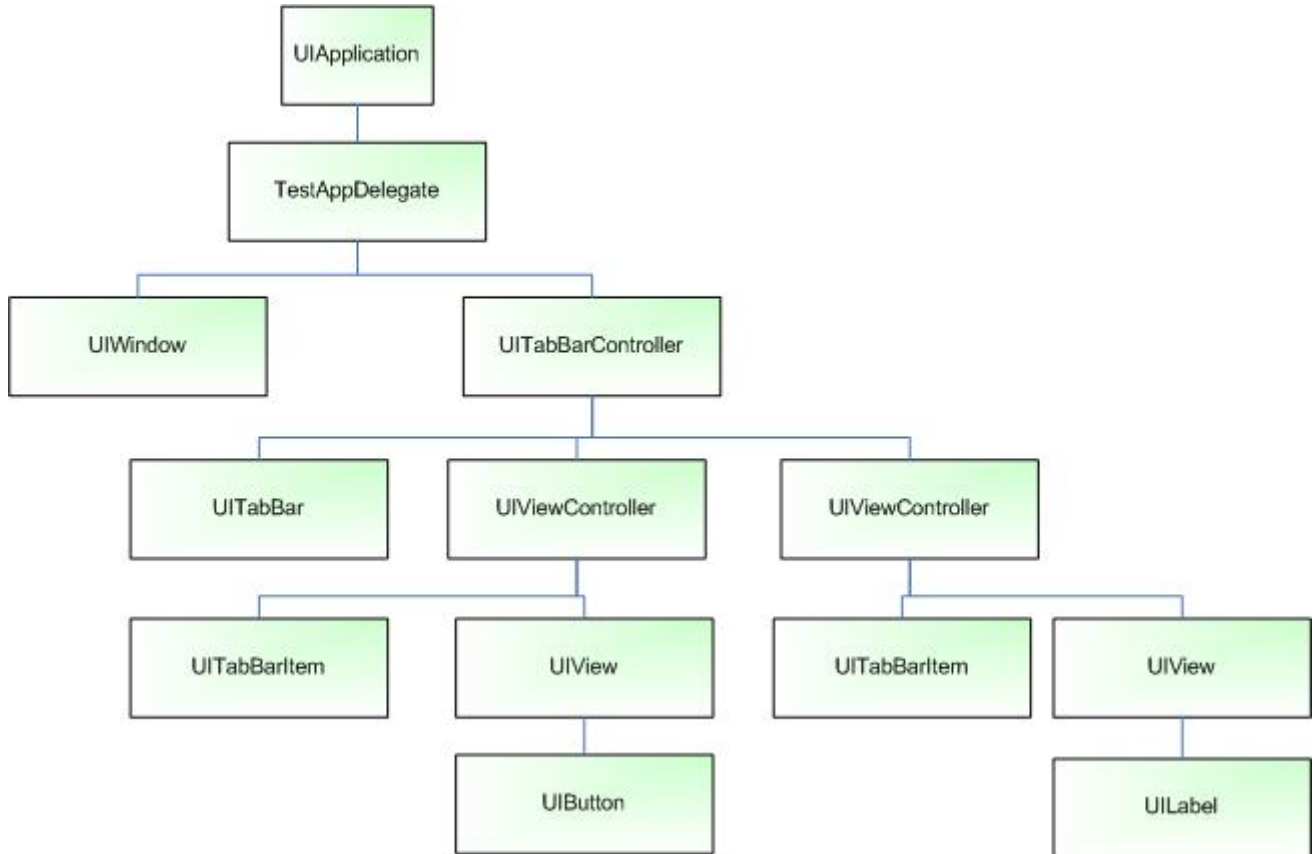 UIApplication
TestAppDelegate
UIWindow
UITabBarController
UITabBar
UIViewController
UIViewController
UITabBarItem
UIView
UITabBarItem
UIView
UIButton
UILabel